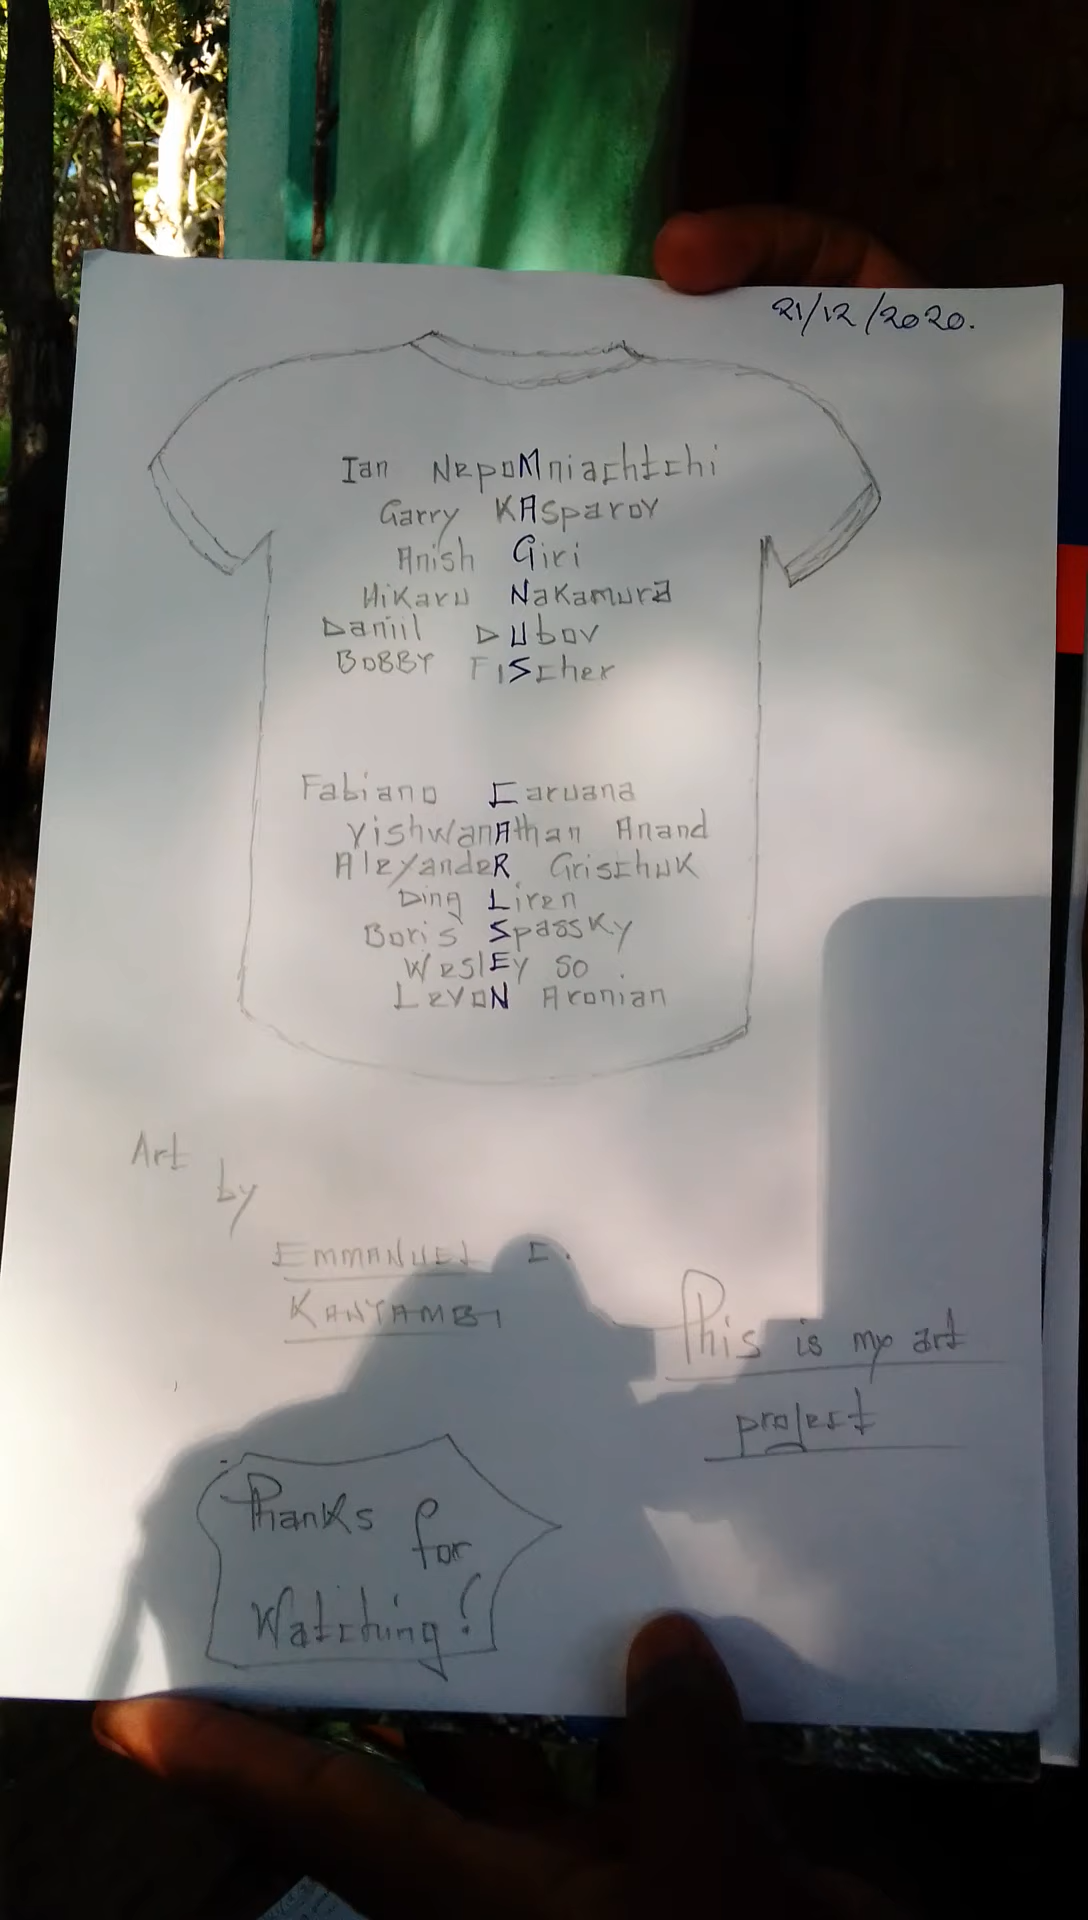 21/12/2020.
Ian NepoMniachtchi
Garry KAsparov
Anish Giri
Hikaru Nakamura
Daniil DUbov
BOBBY FiScher
Fabiano Caruana
VishwanAthan Anand
AlexandeR Grischuk
Ding Liren
Boris Spassky
WeslEy So
LevoN Aronian
Art
by
EMMANUEL C.
KANYAMBI
This is my art
project
Thanks for
Watching!